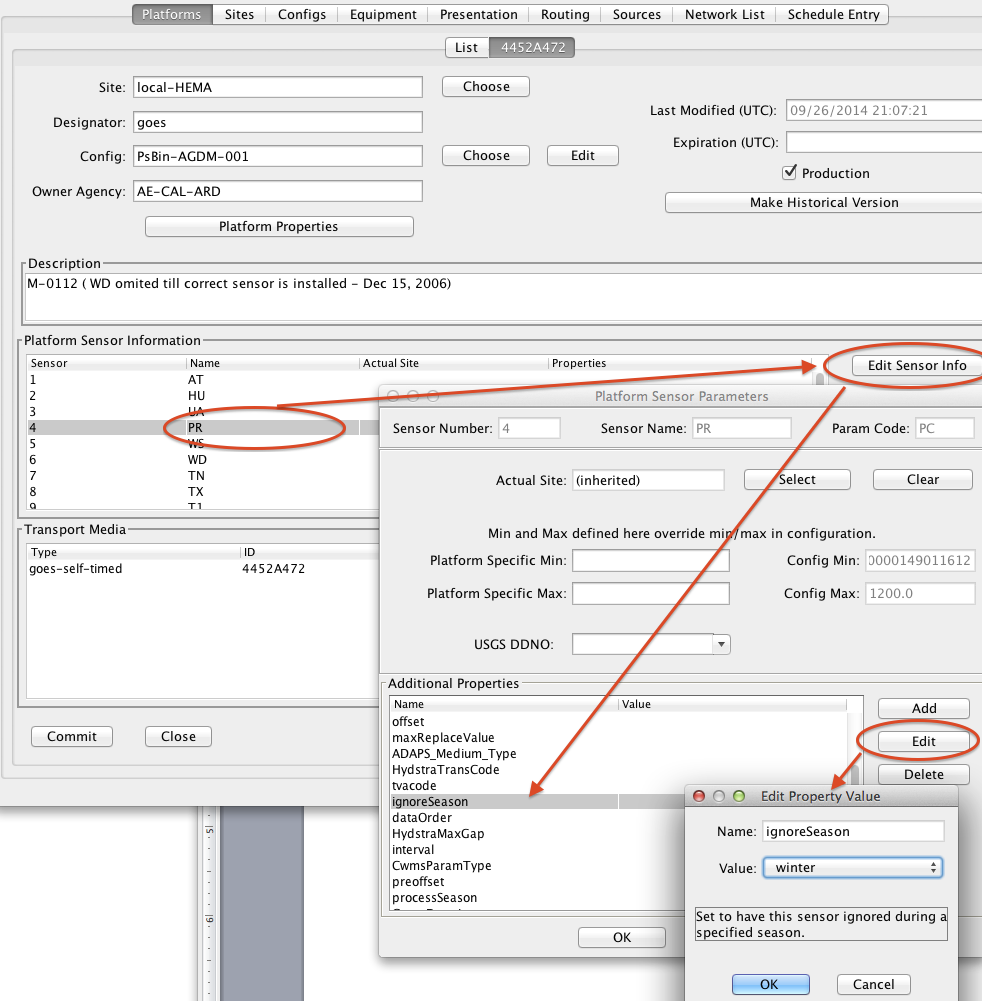 Platforms Sites Configs Equipment Presentation Routing Sources Network List Schedule Entry
List 4452A472
Site: local-HEMA Choose
Designator: goes
Config: PsBin-AGDM-001 Choose Edit
Owner Agency: AE-CAL-ARD
Platform Properties
Last Modified (UTC): 09/26/2014 21:07:21
Expiration (UTC):
Production
Make Historical Version
Description
M-0112 ( WD omited till correct sensor is installed - Dec 15, 2006)
Platform Sensor Information
Sensor Name Actual Site Properties
1 AT
2 HU
3 UA
4 PR
5 WS
6 WD
7 TN
8 TX
9 TJ
Edit Sensor Info
Transport Media
Type ID
goes-self-timed 4452A472
Commit Close
Platform Sensor Parameters
Sensor Number: 4 Sensor Name: PR Param Code: PC
Actual Site: (inherited) Select Clear
Min and Max defined here override min/max in configuration.
Platform Specific Min: Config Min: 0000149011612
Platform Specific Max: Config Max: 1200.0
USGS DDNO:
Additional Properties
Name Value
offset
maxReplaceValue
ADAPS_Medium_Type
HydstraTransCode
tvacode
ignoreSeason
dataOrder
HydstraMaxGap
interval
CwmsParamType
preoffset
processSeason
Add
Edit
Delete
OK
Edit Property Value
Name: ignoreSeason
Value: winter
Set to have this sensor ignored during a
specified season.
OK Cancel
5
6